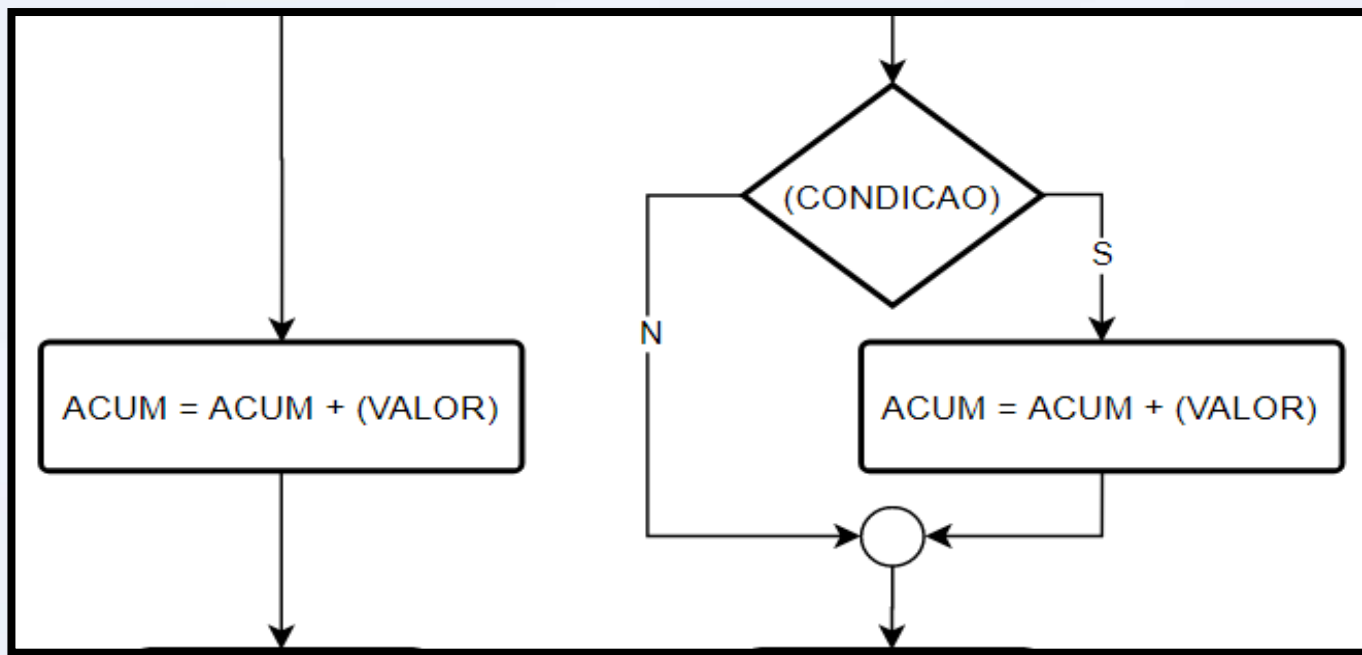 (CONDICAO)
S
N
ACUM = ACUM + (VALOR)
ACUM = ACUM + (VALOR)